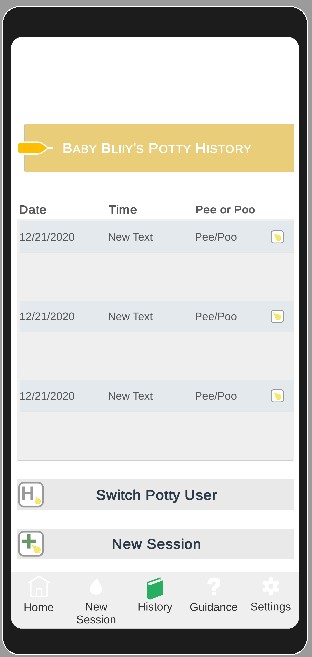 Baby Bliiy's Potty History
Date Time Pee or Poo
12/21/2020 New Text Pee/Poo
12/21/2020 New Text Pee/Poo
12/21/2020 New Text Pee/Poo
H Switch Potty User
New Session
Home New Session History Guidance Settings